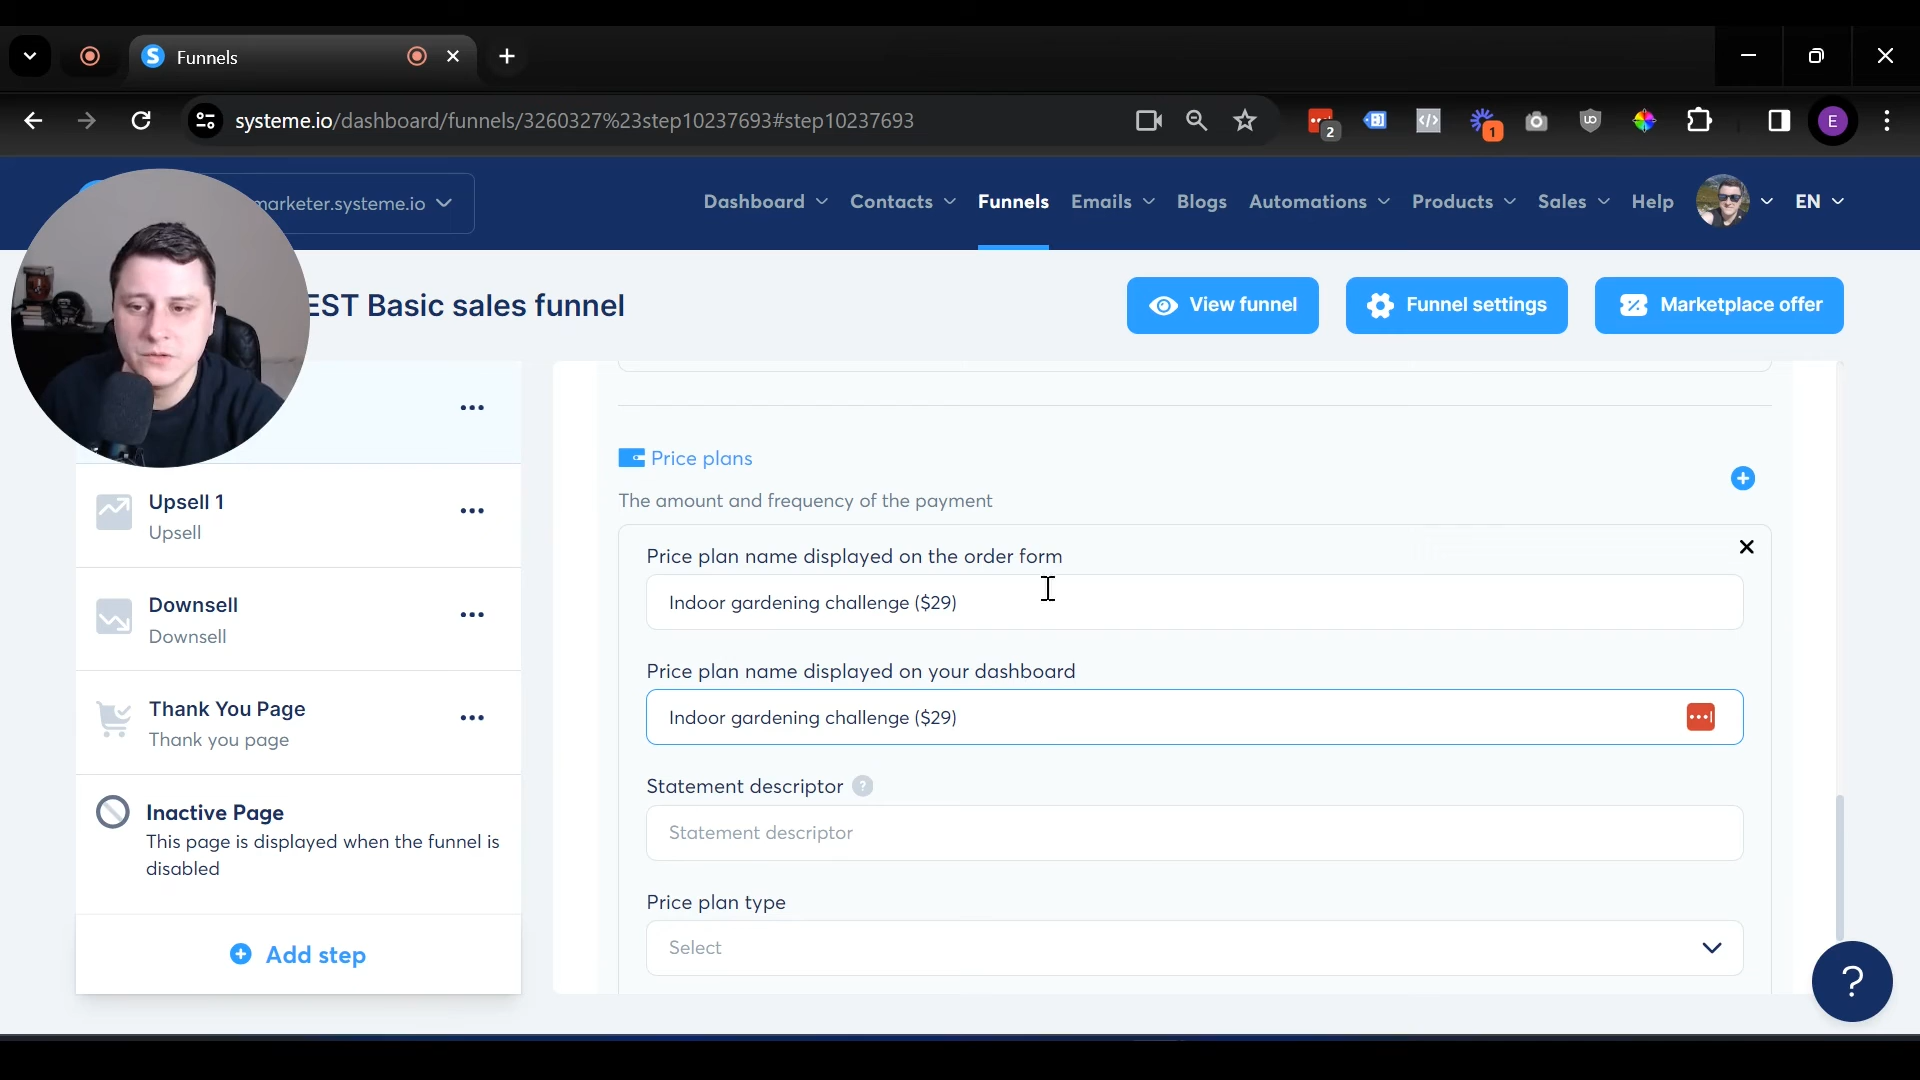 Funnels
systeme.io/dashboard/funnels/3260327%23step10237693#step10237693
2
1
E
marketer.systeme.io
Dashboard
Contacts
Funnels
Emails
Blogs
Automations
Products
Sales
Help
EN
EST Basic sales funnel
View funnel
Funnel settings
Marketplace offer
Upsell 1
Upsell
Downsell
Downsell
Thank You Page
Thank you page
Inactive Page
This page is displayed when the funnel is
disabled
Add step
Price plans
The amount and frequency of the payment
Price plan name displayed on the order form
Indoor gardening challenge ($29)
Price plan name displayed on your dashboard
Indoor gardening challenge ($29)
Statement descriptor ?
Statement descriptor
Price plan type
Select
?